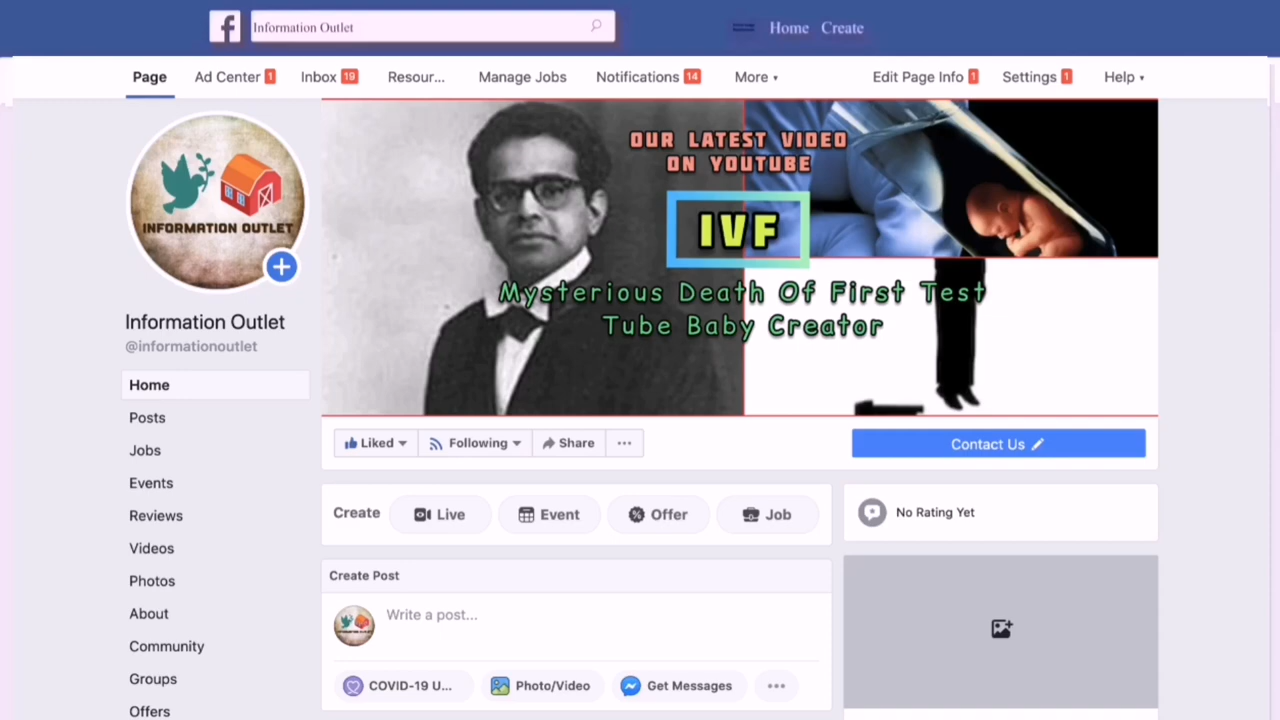 f Information Outlet
Home Create
Page Ad Center 1 Inbox 19 Resour... Manage Jobs Notifications 14 More Edit Page Info 1 Settings 1 Help
INFORMATION OUTLET
OUR LATEST VIDEO
ON YOUTUBE
IVF
Mysterious Death Of First Test
Tube Baby Creator
Information Outlet
@informationoutlet
Home
Posts
Jobs
Events
Reviews
Videos
Photos
About
Community
Groups
Offers
Liked Following Share ...
Contact Us
Create Live Event Offer Job
No Rating Yet
Create Post
Write a post...
COVID-19 U... Photo/Video Get Messages ...